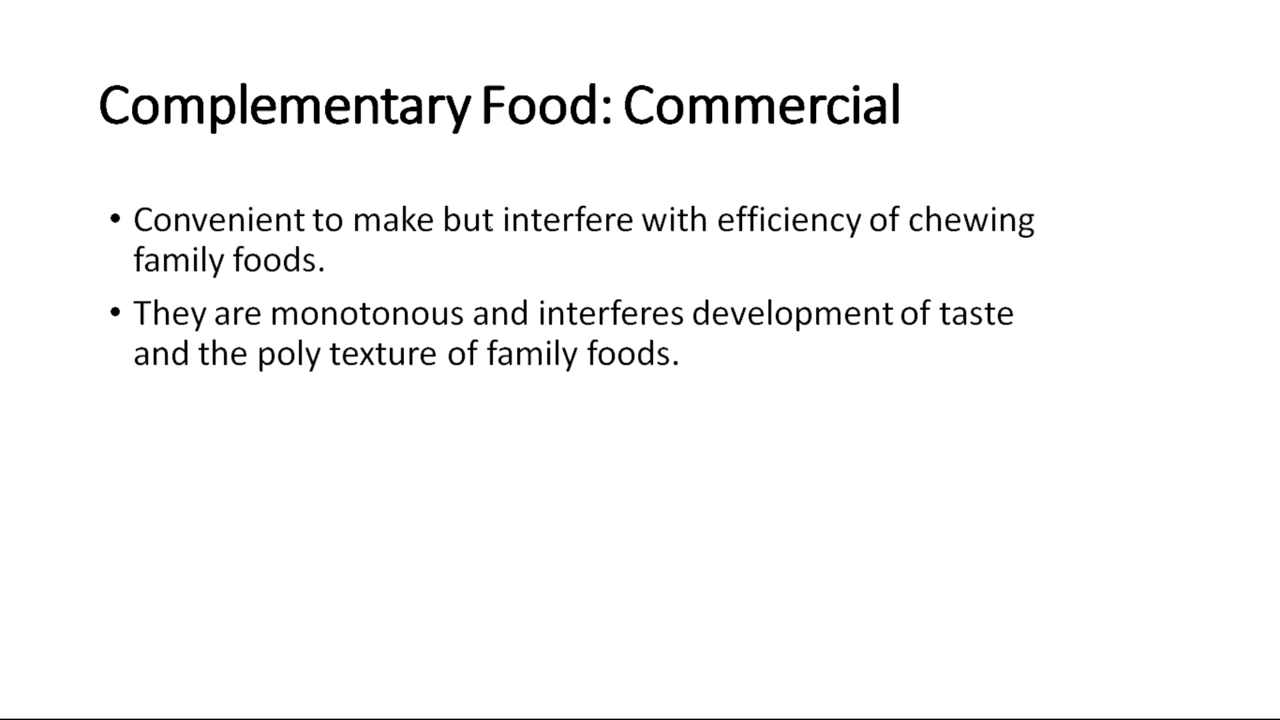 Complementary Food: Commercial
• Convenient to make but interfere with efficiency of chewing
family foods.
• They are monotonous and interferes development of taste
and the poly texture of family foods.